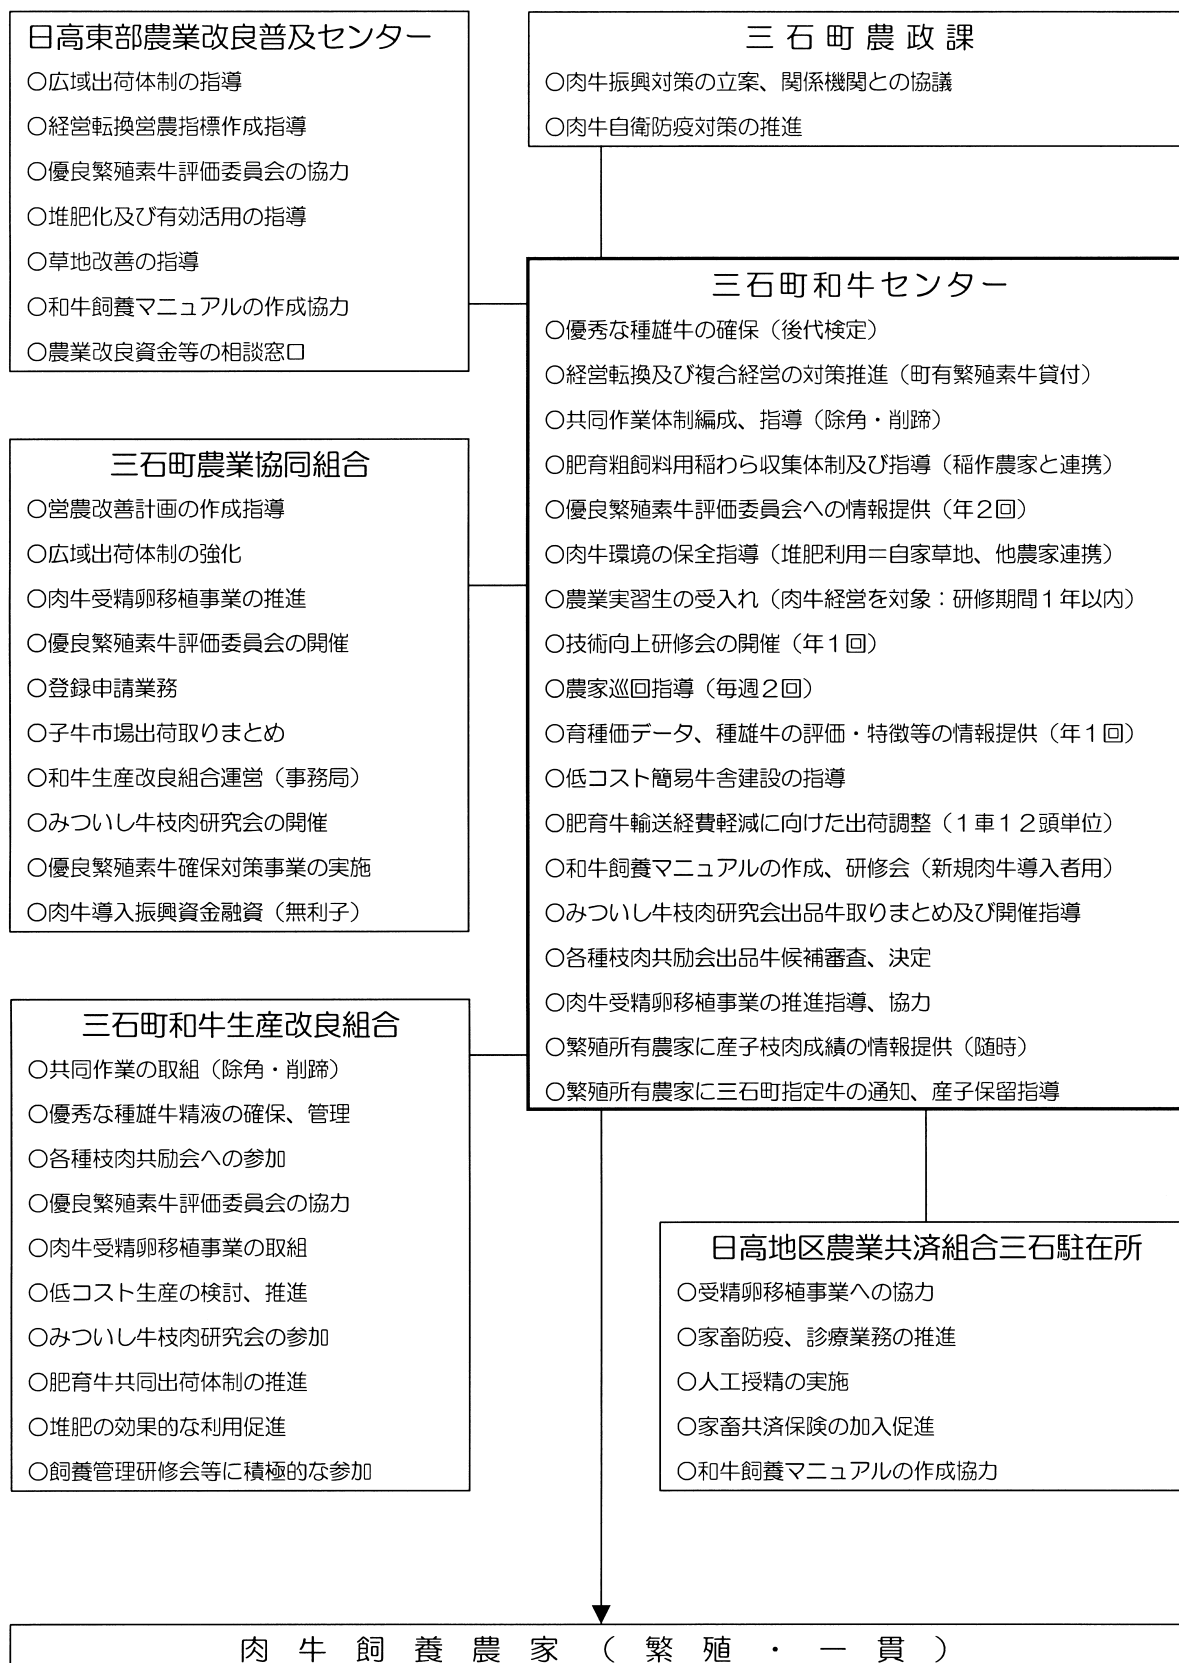 日高東部農業改良普及センター
○広域出荷体制の指導
○経営転換営農指標作成指導
○優良繁殖素牛評価委員会の協力
○堆肥化及び有効活用の指導
○草地改善の指導
○和牛飼養マニュアルの作成協力
○農業改良資金等の相談窓口
三石町農政課
○肉牛振興対策の立案、関係機関との協議
○肉牛自衛防疫対策の推進
三石町和牛センター
○優秀な種雄牛の確保（後代検定）
○経営転換及び複合経営の対策推進（町有繁殖素牛貸付）
○共同作業体制編成、指導（除角・削蹄）
○肥育粗飼料用稲わら収集体制及び指導（稲作農家と連携）
○優良繁殖素牛評価委員会への情報提供（年２回）
○肉牛環境の保全指導（堆肥利用＝自家草地、他農家連携）
○農業実習生の受入れ（肉牛経営を対象：研修期間１年以内）
○技術向上研修会の開催（年１回）
○農家巡回指導（毎週２回）
○育種価データ、種雄牛の評価・特徴等の情報提供（年１回）
○低コスト簡易牛舎建設の指導
○肥育牛輸送経費軽減に向けた出荷調整（１車１２頭単位）
○和牛飼養マニュアルの作成、研修会（新規肉牛導入者用）
○みついし牛枝肉研究会出品牛取りまとめ及び開催指導
○各種枝肉共励会出品牛候補審査、決定
○肉牛受精卵移植事業の推進指導、協力
○繁殖所有農家に産子枝肉成績の情報提供（随時）
○繁殖所有農家に三石町指定牛の通知、産子保留指導
三石町農業協同組合
○営農改善計画の作成指導
○広域出荷体制の強化
○肉牛受精卵移植事業の推進
○優良繁殖素牛評価委員会の開催
○登録申請業務
○子牛市場出荷取りまとめ
○和牛生産改良組合運営（事務局）
○みついし牛枝肉研究会の開催
○優良繁殖素牛確保対策事業の実施
○肉牛導入振興資金融資（無利子）
三石町和牛生産改良組合
○共同作業の取組（除角・削蹄）
○優秀な種雄牛精液の確保、管理
○各種枝肉共励会への参加
○優良繁殖素牛評価委員会の協力
○肉牛受精卵移植事業の取組
○低コスト生産の検討、推進
○みついし牛枝肉研究会の参加
○肥育牛共同出荷体制の推進
○堆肥の効果的な利用促進
○飼養管理研修会等に積極的な参加
日高地区農業共済組合三石駐在所
○受精卵移植事業への協力
○家畜防疫、診療業務の推進
○人工授精の実施
○家畜共済保険の加入促進
○和牛飼養マニュアルの作成協力
肉牛飼養農家（繁殖・一貫）